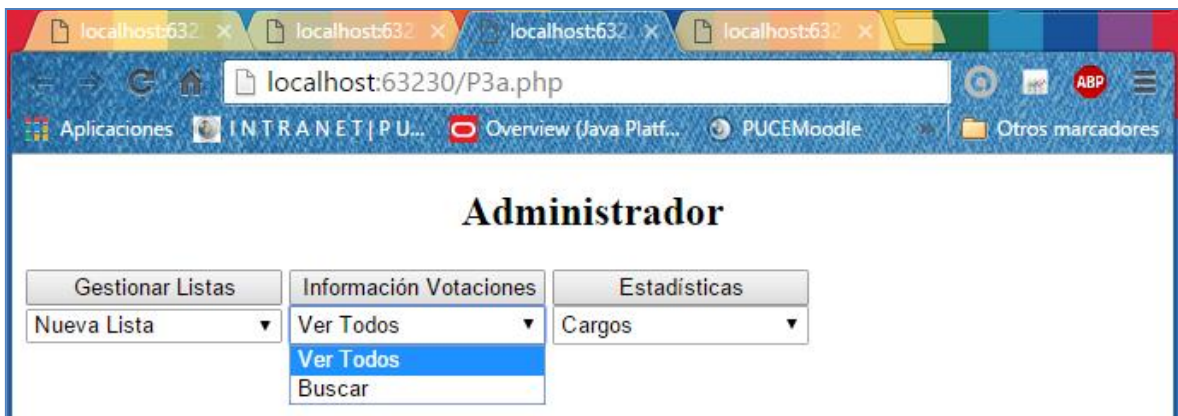 localhost:632 localhost:632 localhost:632 localhost:632
localhost:63230/P3a.php ABP
Aplicaciones INTRANET|PU... Overview (Java Platf... PUCEMoodle » Otros marcadores
Administrador
Gestionar Listas Información Votaciones Estadísticas
Nueva Lista Ver Todos Cargos
Ver Todos
Buscar